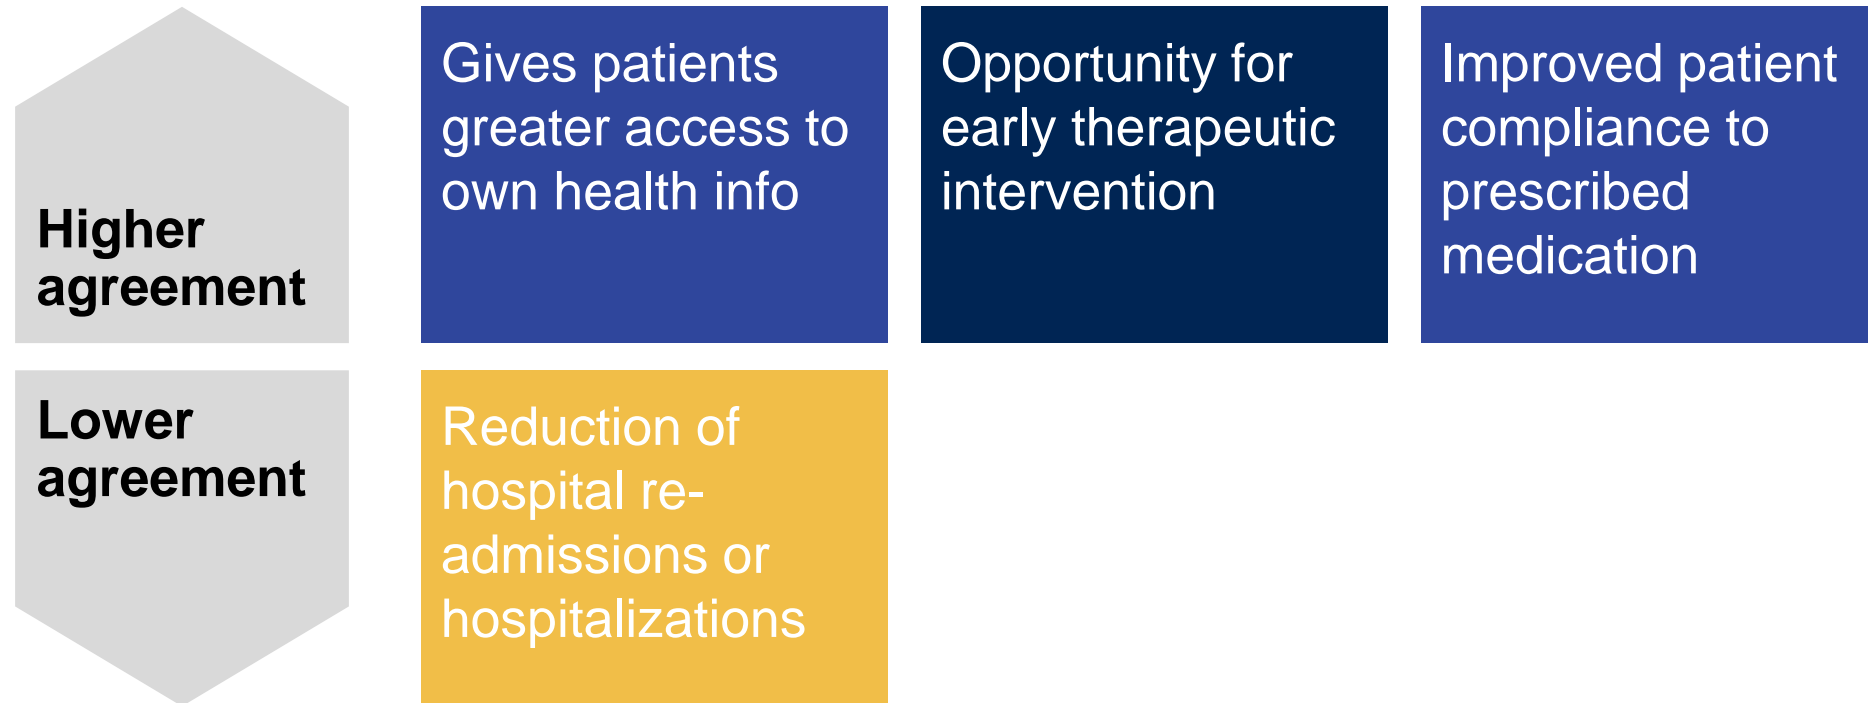 Higher
agreement
Gives patients
greater access to
own health info
Opportunity for
early therapeutic
intervention
Improved patient
compliance to
prescribed
medication
Lower
agreement
Reduction of
hospital re-
admissions or
hospitalizations